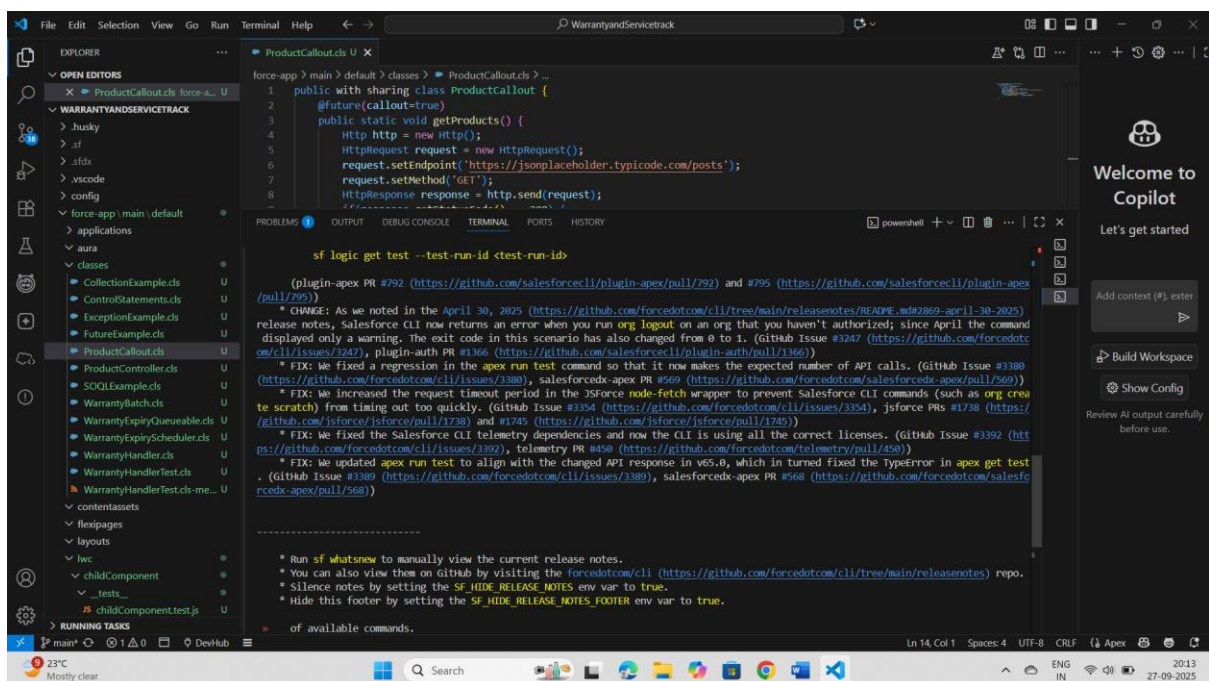 File Edit Selection View Go Run Terminal Help
WarrantyandServicetrack
EXPLORER
OPEN EDITORS
ProductCallout.cls force-a... U
WARRANTYANDSERVICETRACK
.husky
.sf
.sfdx
.vscode
config
force-app\main\default
applications
aura
classes
CollectionExample.cls U
ControlStatements.cls U
ExceptionExample.cls U
FutureExample.cls U
ProductCallout.cls U
ProductController.cls U
SOQLExample.cls U
WarrantyBatch.cls U
WarrantyExpiryQueueable.cls U
WarrantyExpiryScheduler.cls U
WarrantyHandler.cls U
WarrantyHandlerTest.cls U
WarrantyHandlerTest.cls-me... U
contentassets
flexipages
layouts
lwc
childComponent
__tests__
JS childComponent.test.js U
RUNNING TASKS
38
ProductCallout.cls U
force-app > main > default > classes > ProductCallout.cls > ...
1 public with sharing class ProductCallout {
2 @future(callout=true)
3 public static void getProducts() {
4 Http http = new Http();
5 HttpRequest request = new HttpRequest();
6 request.setEndpoint('https://jsonplaceholder.typicode.com/posts');
7 request.setMethod('GET');
8 HttpResponse response = http.send(request);
PROBLEMS 1 OUTPUT DEBUG CONSOLE TERMINAL PORTS HISTORY
powershell
sf logic get test --test-run-id <test-run-id>
(plugin-apex PR #792 (https://github.com/salesforcecli/plugin-apex/pull/792) and #795 (https://github.com/salesforcecli/plugin-apex
/pull/795))
* CHANGE: As we noted in the April 30, 2025 (https://github.com/forcedotcom/cli/tree/main/releasenotes/README.md#2869-april-30-2025)
release notes, Salesforce CLI now returns an error when you run org logout on an org that you haven't authorized; since April the command
displayed only a warning. The exit code in this scenario has also changed from 0 to 1. (GitHub Issue #3247 (https://github.com/forcedotc
om/cli/issues/3247), plugin-auth PR #1366 (https://github.com/salesforcecli/plugin-auth/pull/1366))
* FIX: We fixed a regression in the apex run test command so that it now makes the expected number of API calls. (GitHub Issue #3380
(https://github.com/forcedotcom/cli/issues/3380), salesforcedx-apex PR #569 (https://github.com/forcedotcom/salesforcedx-apex/pull/569))
* FIX: We increased the request timeout period in the JSForce node-fetch wrapper to prevent Salesforce CLI commands (such as org crea
te scratch) from timing out too quickly. (GitHub Issue #3354 (https://github.com/forcedotcom/cli/issues/3354), jsforce PRs #1738 (https:/
/github.com/jsforce/jsforce/pull/1738) and #1745 (https://github.com/jsforce/jsforce/pull/1745))
* FIX: We fixed the Salesforce CLI telemetry dependencies and now the CLI is using all the correct licenses. (GitHub Issue #3392 (htt
ps://github.com/forcedotcom/cli/issues/3392), telemetry PR #450 (https://github.com/forcedotcom/telemetry/pull/450))
* FIX: We updated apex run test to align with the changed API response in v65.0, which in turned fixed the TypeError in apex get test
. (GitHub Issue #3389 (https://github.com/forcedotcom/cli/issues/3389), salesforcedx-apex PR #568 (https://github.com/forcedotcom/salesfo
rcedx-apex/pull/568))
----------------------------
* Run sf whatsnew to manually view the current release notes.
* You can also view them on GitHub by visiting the forcedotcom/cli (https://github.com/forcedotcom/cli/tree/main/releasenotes) repo.
* Silence notes by setting the SF_HIDE_RELEASE_NOTES env var to true.
* Hide this footer by setting the SF_HIDE_RELEASE_NOTES_FOOTER env var to true.
» of available commands.
Welcome to
Copilot
Let's get started
Add context (#), exter
Build Workspace
Show Config
Review AI output carefully
before use.
main* 1 0 DevHub
Ln 14, Col 1 Spaces: 4 UTF-8 CRLF Apex
9
23°C
Mostly clear
Search
ENG
IN
20:13
27-09-2025